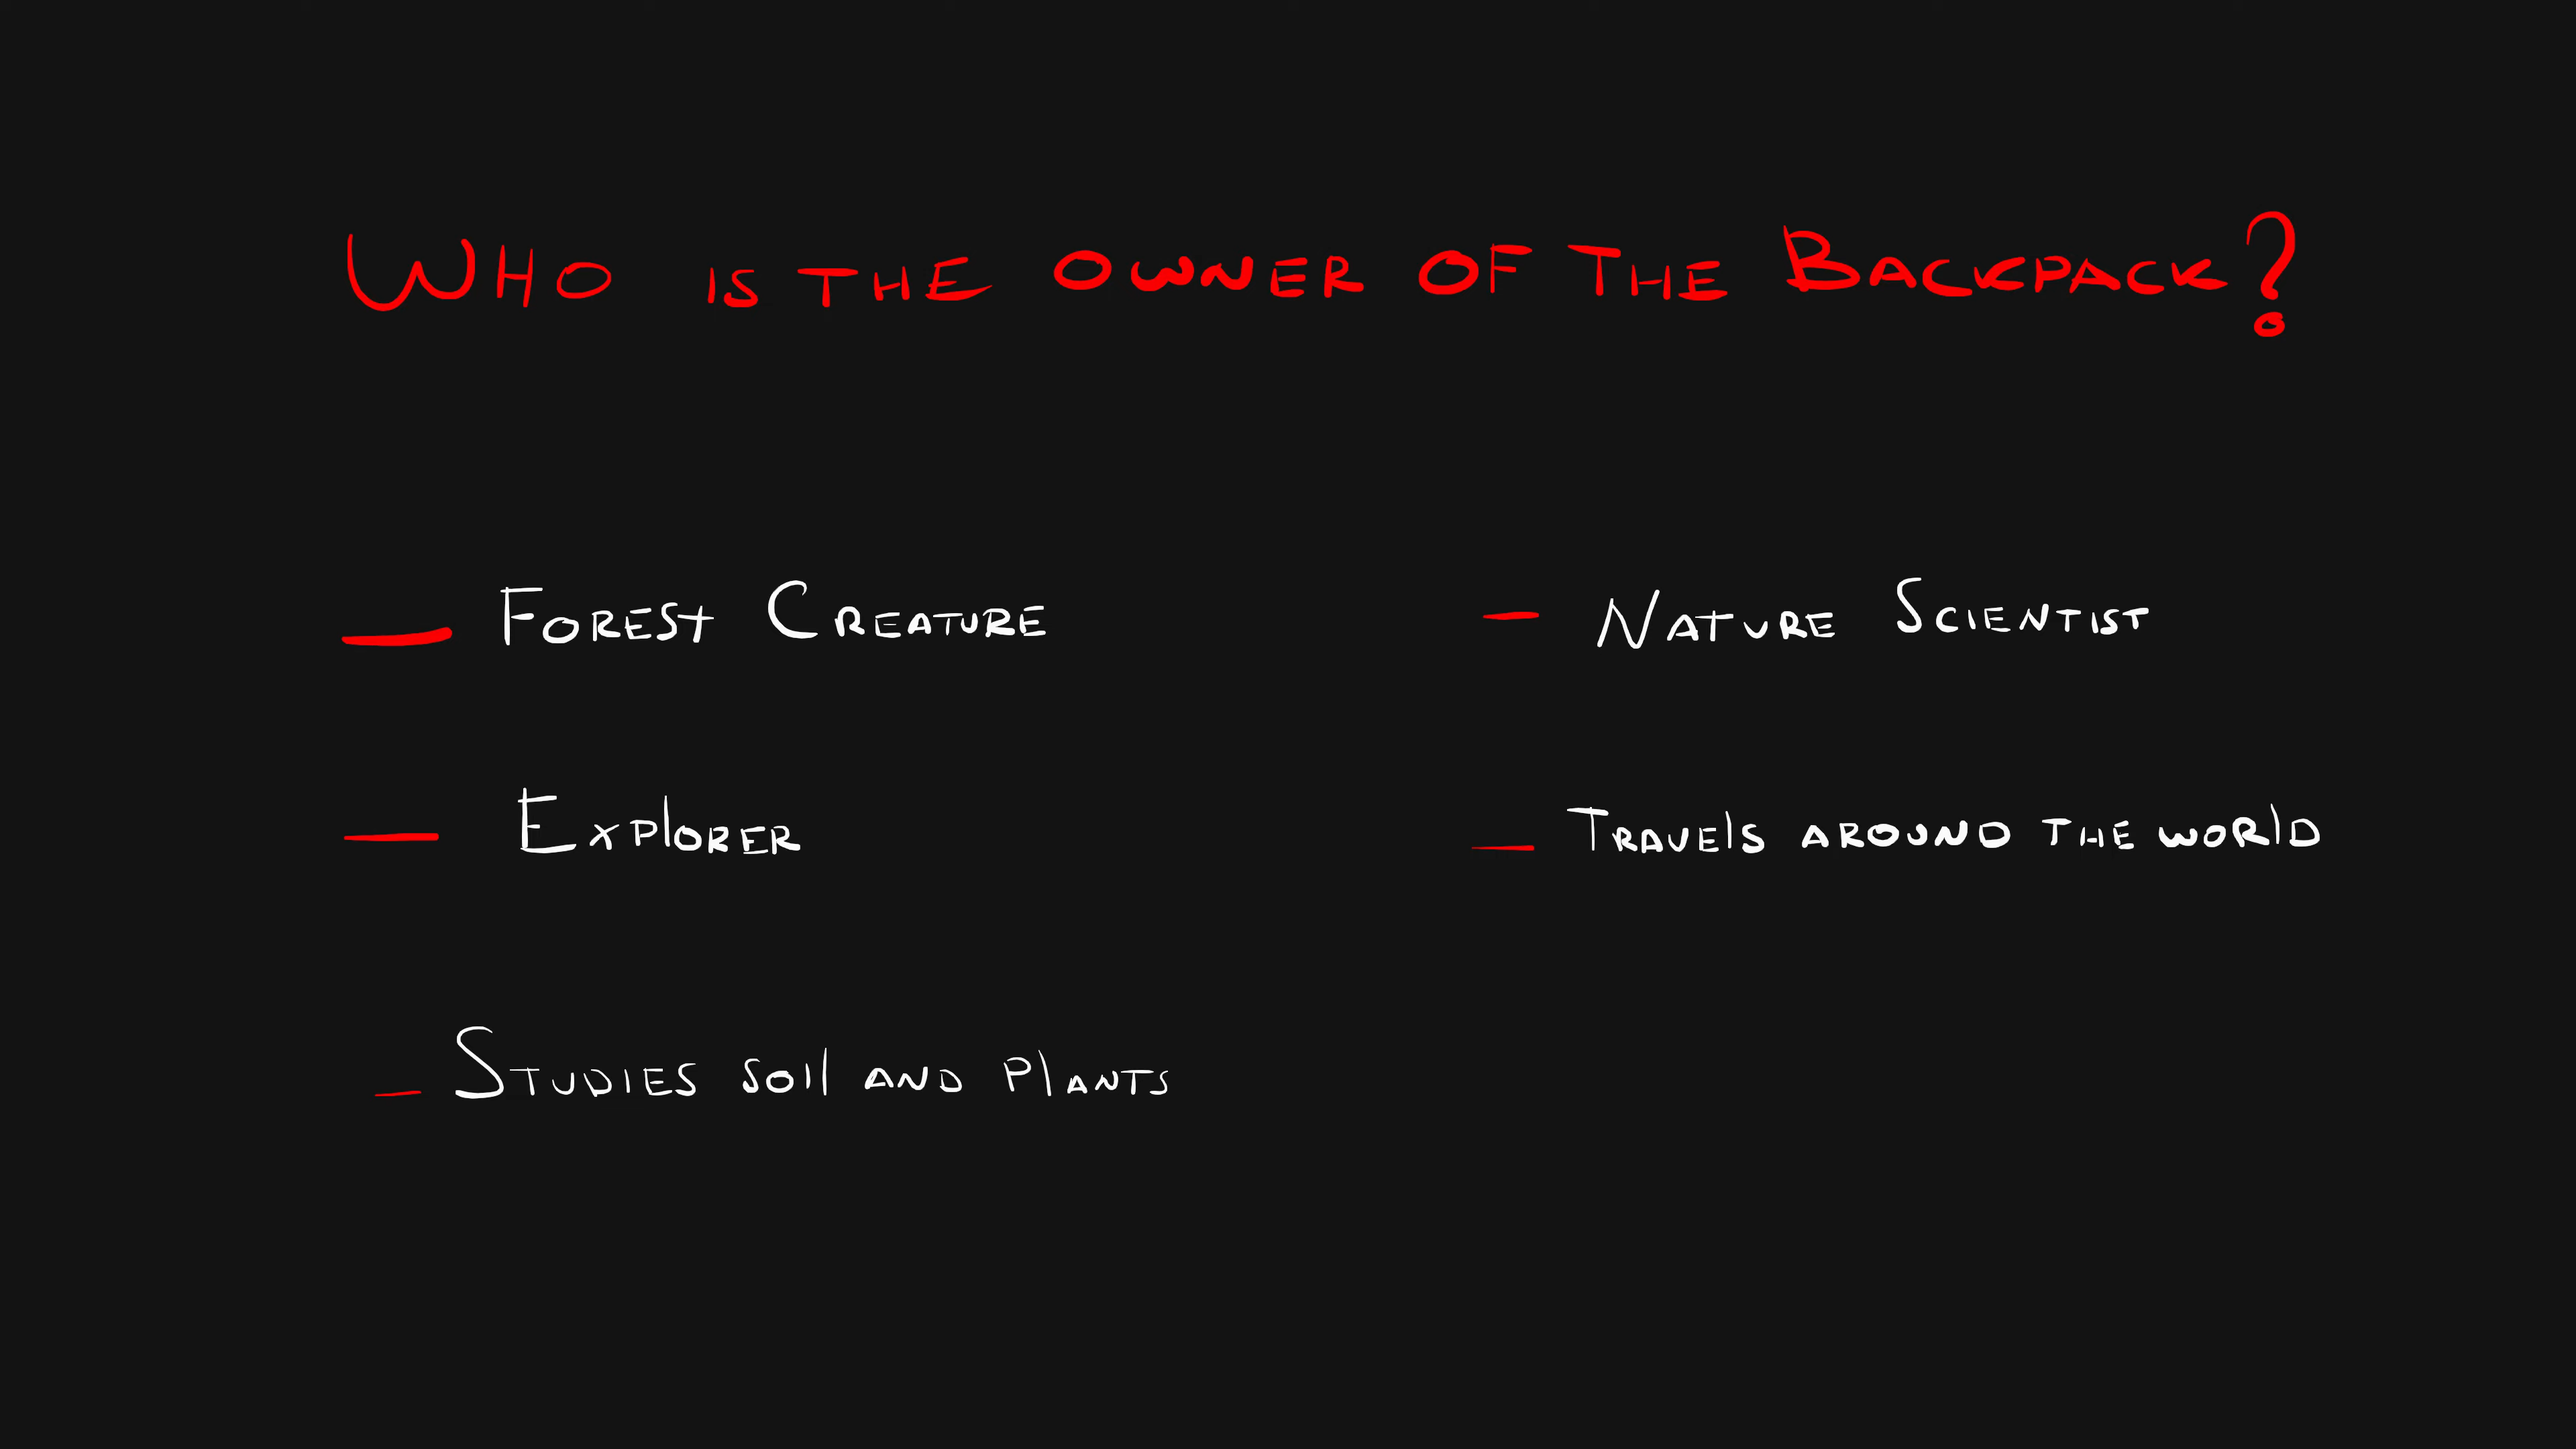 Who is the owner of the Backpack?
— Forest Creature
— Explorer
— Studies soil and plants
— Nature Scientist
— Travels around the world